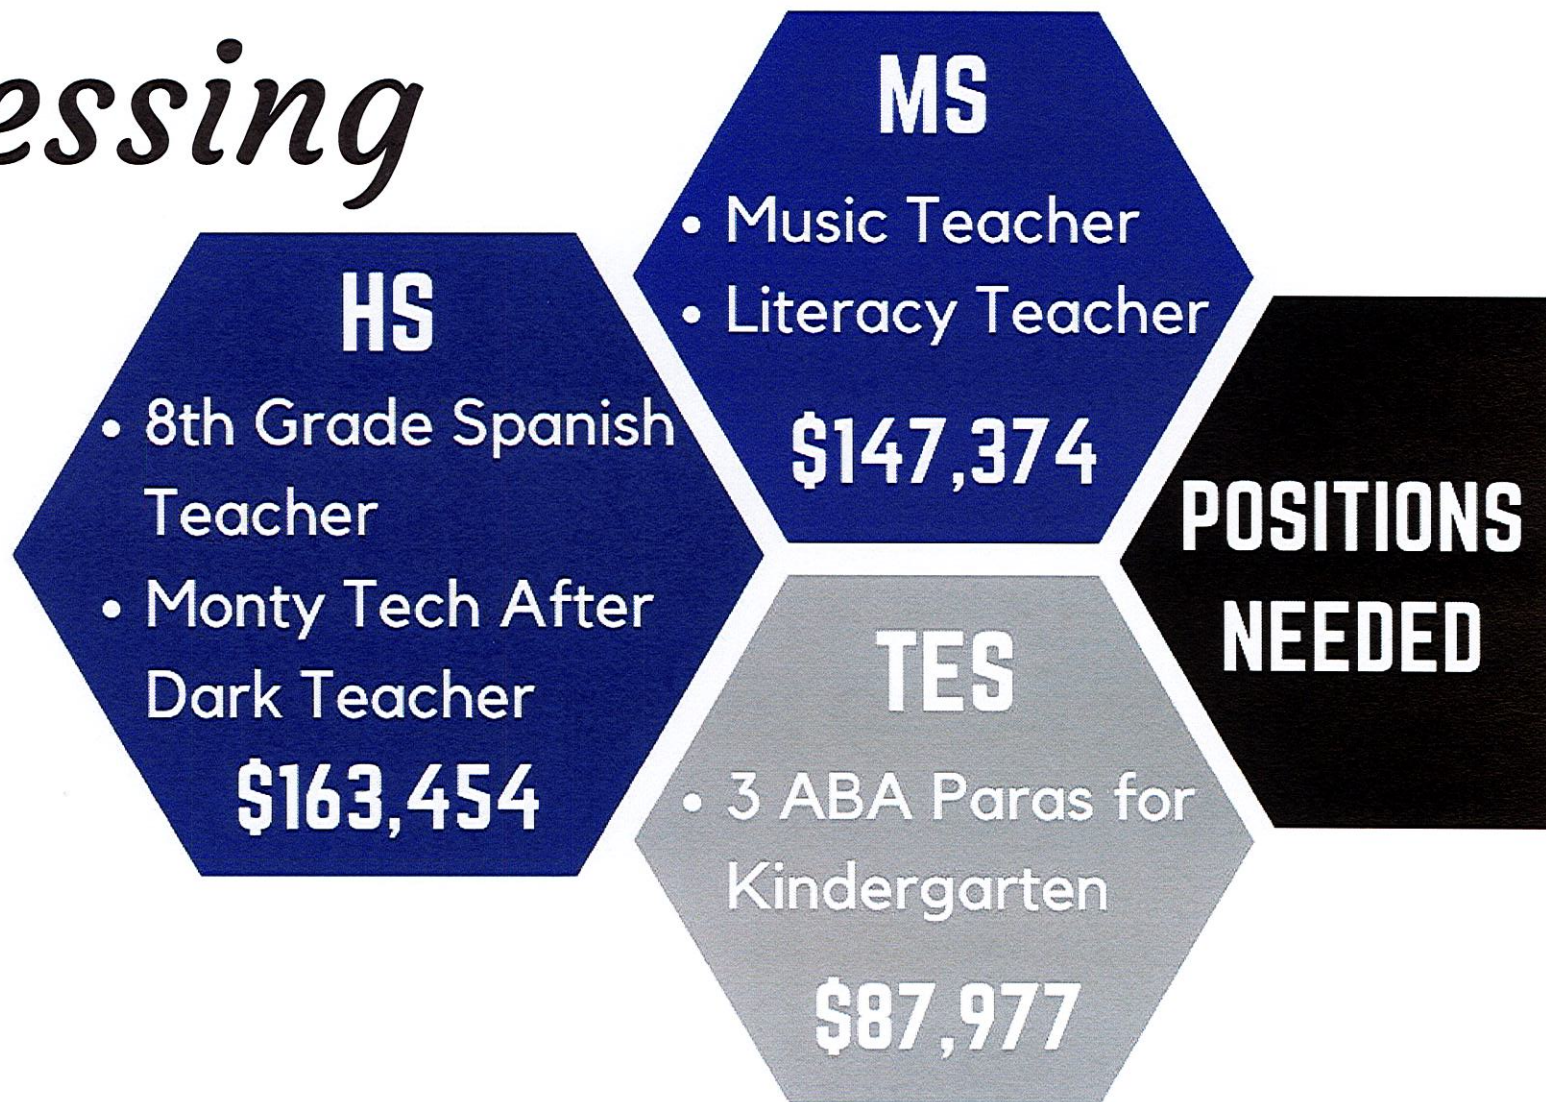 essing
MS
• Music Teacher
• Literacy Teacher
$147,374
HS
• 8th Grade Spanish
Teacher
• Monty Tech After
Dark Teacher
$163,454
POSITIONS
NEEDED
TES
• 3 ABA Paras for
Kindergarten
$87,977